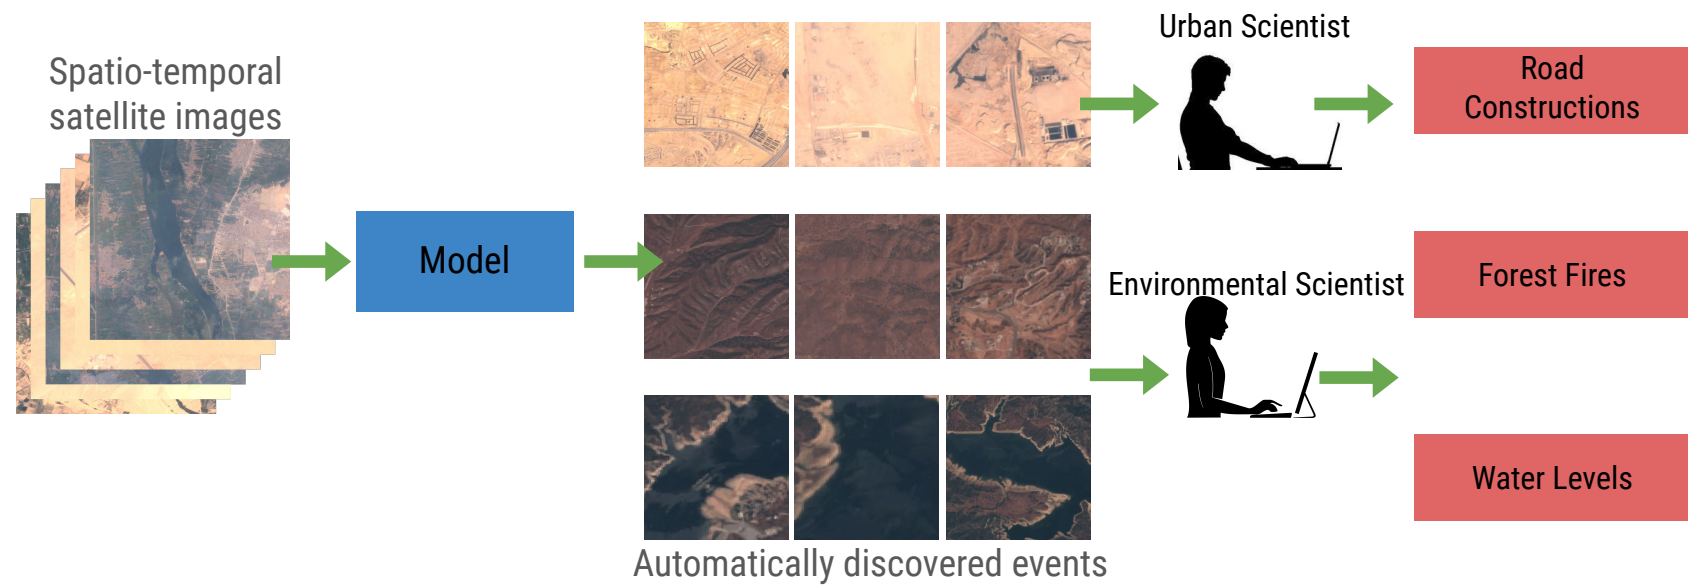 Spatio-temporal
satellite images
Model
Automatically discovered events
Urban Scientist
Environmental Scientist
Road
Constructions
Forest Fires
Water Levels